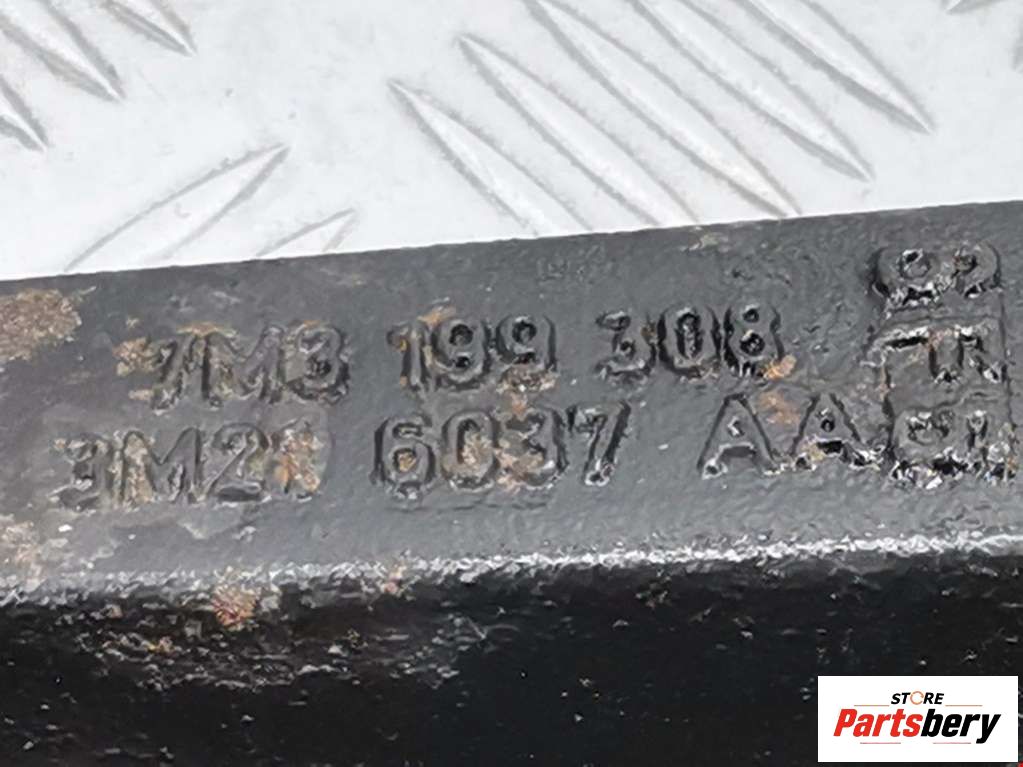 7M3 199 308
3M21 6037 AA
STORE
Partsbery